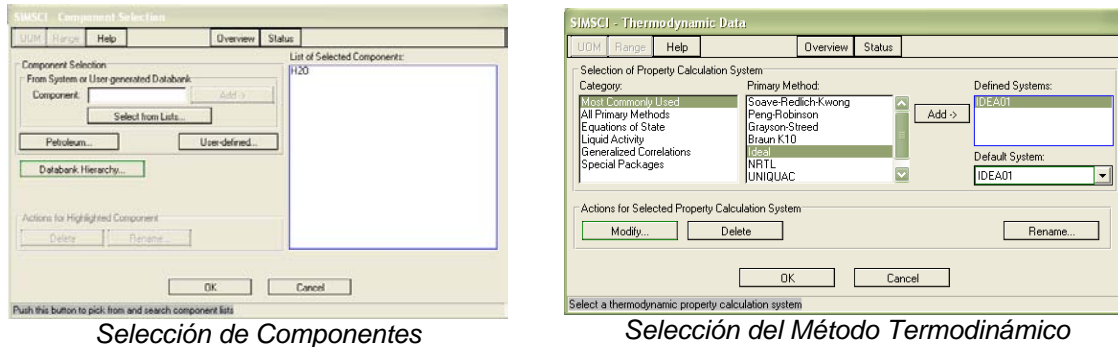 SIMSCI - Component Selection
UOM Range Help Overview Status
Component Selection
From System or User-generated Databank
Component: Add ->
Select from Lists...
Petroleum... User-defined...
Databank Hierarchy...
List of Selected Components:
H2O
Actions for Highlighted Component
Delete Rename...
OK Cancel
Push this button to pick from and search component lists
Selección de Componentes
SIMSCI - Thermodynamic Data
UOM Range Help Overview Status
Selection of Property Calculation System
Category:
Most Commonly Used
All Primary Methods
Equations of State
Liquid Activity
Generalized Correlations
Special Packages
Primary Method:
Soave-Redlich-Kwong
Peng-Robinson
Grayson-Streed
Braun K10
Ideal
NRTL
UNIQUAC
Add ->
Defined Systems:
IDEA01
Default System:
IDEA01
Actions for Selected Property Calculation System
Modify... Delete Rename...
OK Cancel
Select a thermodynamic property calculation system
Selección del Método Termodinámico